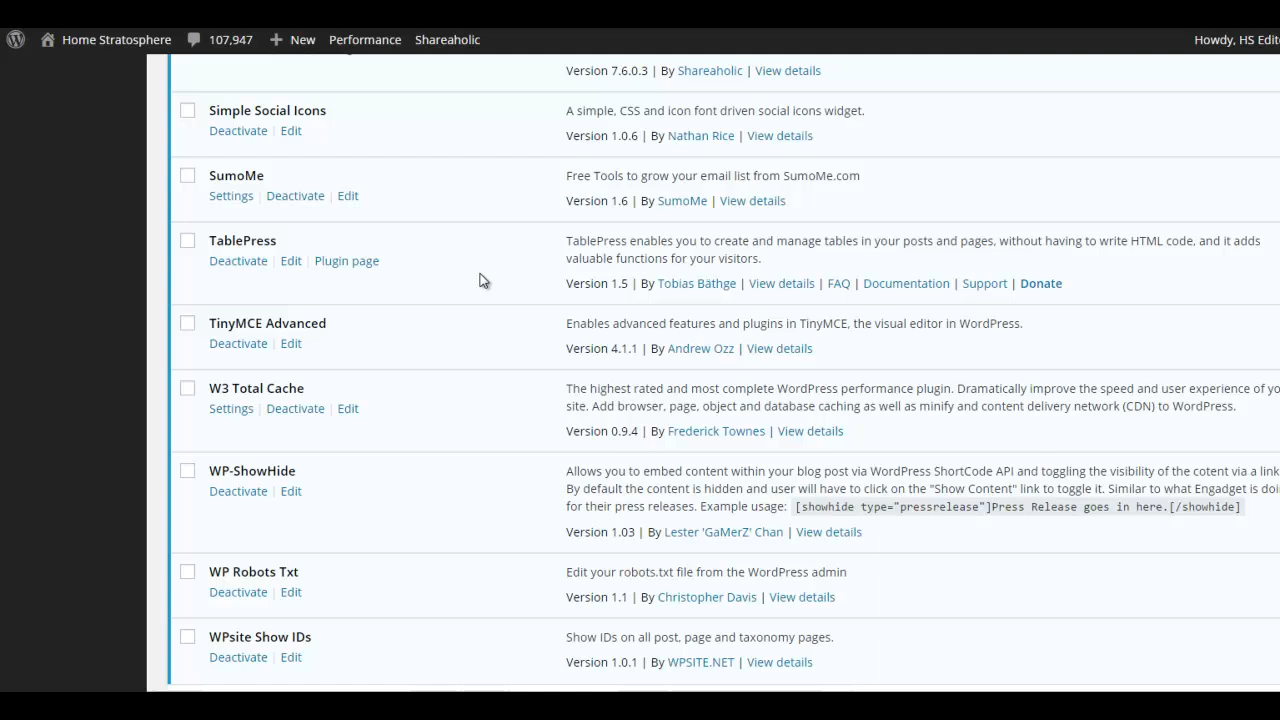 Home Stratosphere 107,947 New Performance Shareaholic Howdy, HS Edit
Version 7.6.0.3 | By Shareaholic | View details
Simple Social Icons
Deactivate | Edit
A simple, CSS and icon font driven social icons widget.
Version 1.0.6 | By Nathan Rice | View details
SumoMe
Settings | Deactivate | Edit
Free Tools to grow your email list from SumoMe.com
Version 1.6 | By SumoMe | View details
TablePress
Deactivate | Edit | Plugin page
TablePress enables you to create and manage tables in your posts and pages, without having to write HTML code, and it adds
valuable functions for your visitors.
Version 1.5 | By Tobias Bäthge | View details | FAQ | Documentation | Support | Donate
TinyMCE Advanced
Deactivate | Edit
Enables advanced features and plugins in TinyMCE, the visual editor in WordPress.
Version 4.1.1 | By Andrew Ozz | View details
W3 Total Cache
Settings | Deactivate | Edit
The highest rated and most complete WordPress performance plugin. Dramatically improve the speed and user experience of yo
site. Add browser, page, object and database caching as well as minify and content delivery network (CDN) to WordPress.
Version 0.9.4 | By Frederick Townes | View details
WP-ShowHide
Deactivate | Edit
Allows you to embed content within your blog post via WordPress ShortCode API and toggling the visibility of the cotent via a link
By default the content is hidden and user will have to click on the "Show Content" link to toggle it. Similar to what Engadget is doi
for their press releases. Example usage: [showhide type="pressrelease"]Press Release goes in here.[/showhide]
Version 1.03 | By Lester 'GaMerZ' Chan | View details
WP Robots Txt
Deactivate | Edit
Edit your robots.txt file from the WordPress admin
Version 1.1 | By Christopher Davis | View details
WPsite Show IDs
Deactivate | Edit
Show IDs on all post, page and taxonomy pages.
Version 1.0.1 | By WPSITE.NET | View details